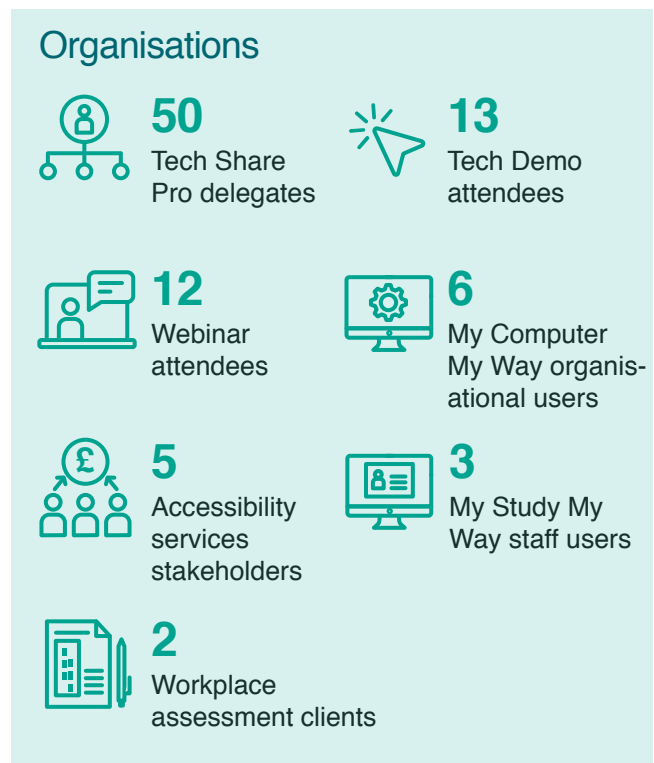 Organisations
50
Tech Share
Pro delegates
13
Tech Demo
attendees
12
Webinar
attendees
6
My Computer
My Way organis-
ational users
£
5
Accessibility
services
stakeholders
3
My Study My
Way staff users
2
Workplace
assessment clients